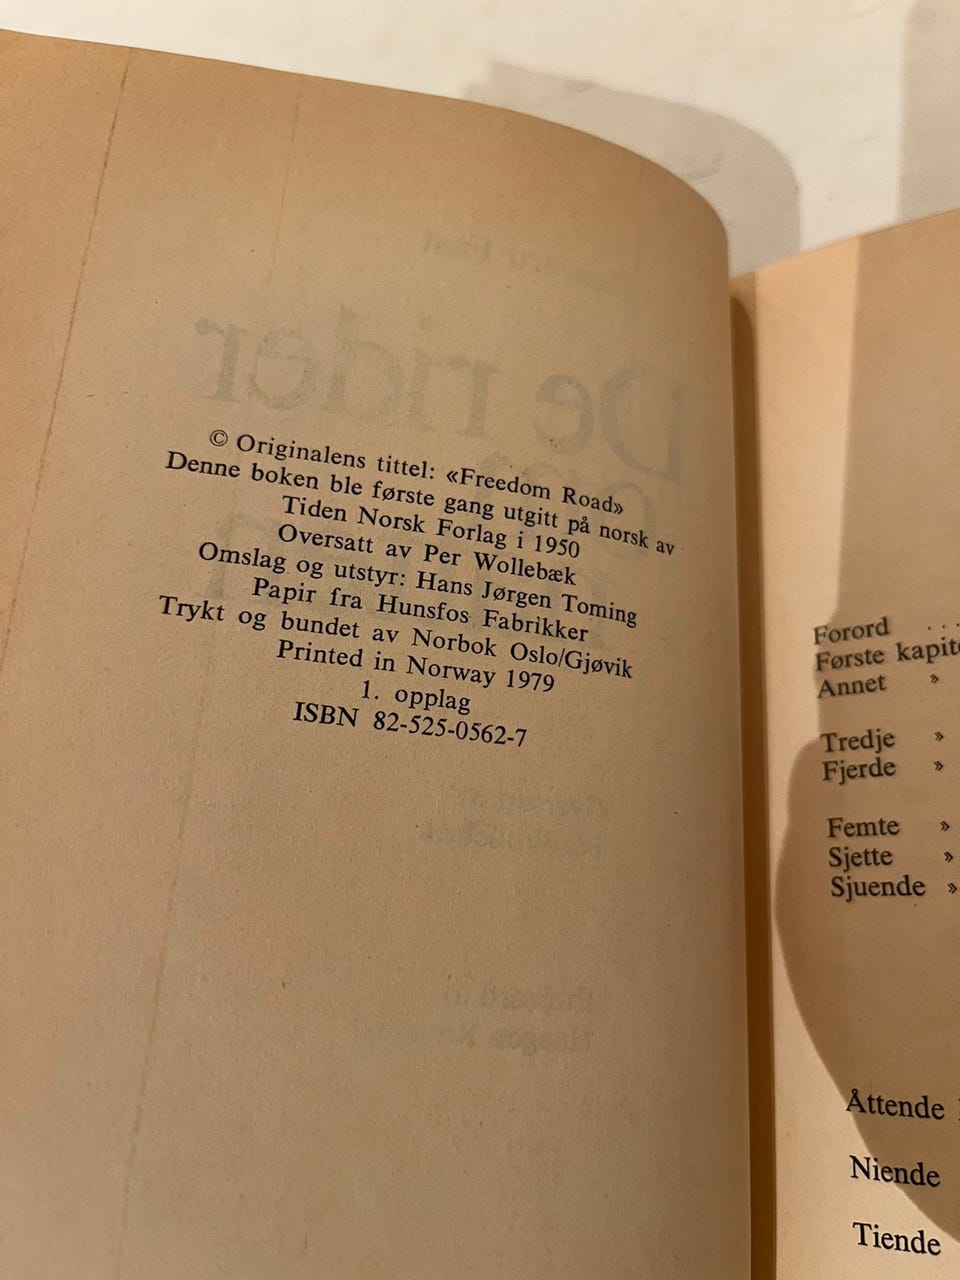 © Originalens tittel: «Freedom Road»
Denne boken ble første gang utgitt på norsk av
Tiden Norsk Forlag i 1950
Oversatt av Per Wollebæk
Omslag og utstyr: Hans Jørgen Toming
Papir fra Hunsfos Fabrikker
Trykt og bundet av Norbok Oslo/Gjøvik
Printed in Norway 1979
1. opplag
ISBN 82-525-0562-7
De rider
Forord ...
Første
Annet »
Tredje »
Fjerde »
Femte »
Sjette »
Sjuende »
Åttende
Niende
Tiende